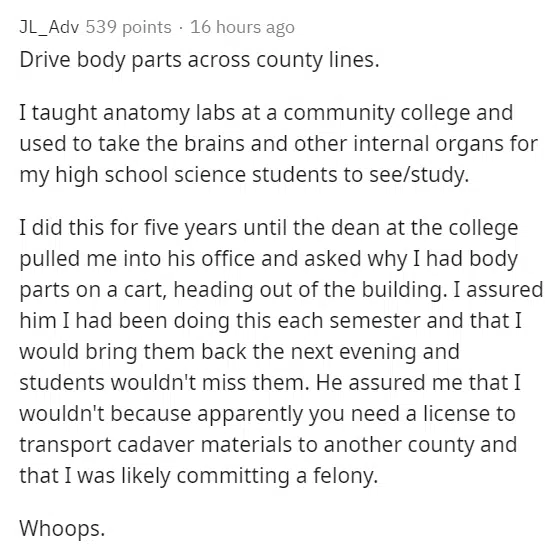 JL_Adv 539 points · 16 hours ago
Drive body parts across county lines.
I taught anatomy labs at a community college and
used to take the brains and other internal organs for
my high school science students to see/study.
I did this for five years until the dean at the college
pulled me into his office and asked why I had body
parts on a cart, heading out of the building. I assured
him I had been doing this each semester and that I
would bring them back the next evening and
students wouldn't miss them. He assured me that I
wouldn't because apparently you need a license to
transport cadaver materials to another county and
that I was likely committing a felony.
Whoops.